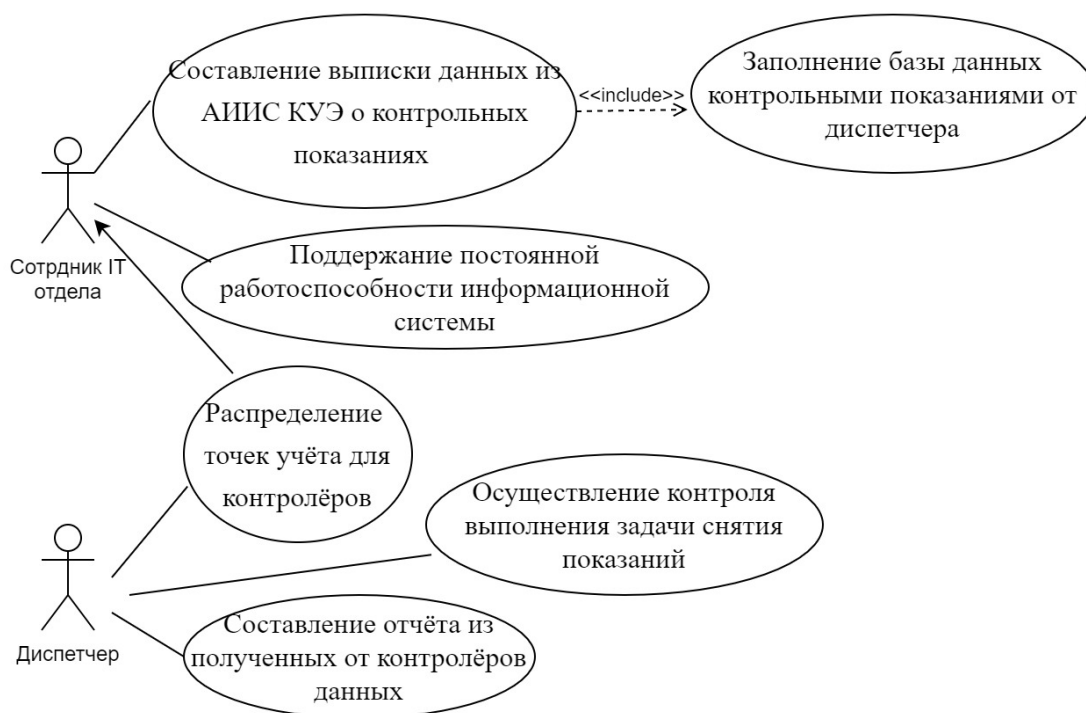 Составление выписки данных из
АИИС КУЭ о контрольных
показаниях
<<include>>
Заполнение базы данных
контрольными показаниями от
диспетчера
Сотрдник IT
отдела
Поддержание постоянной
работоспособности информационной
системы
Распределение
точек учёта для
контролёров
Осуществление контроля
выполнения задачи снятия
показаний
Диспетчер
Составление отчёта из
полученных от контролёров
данных